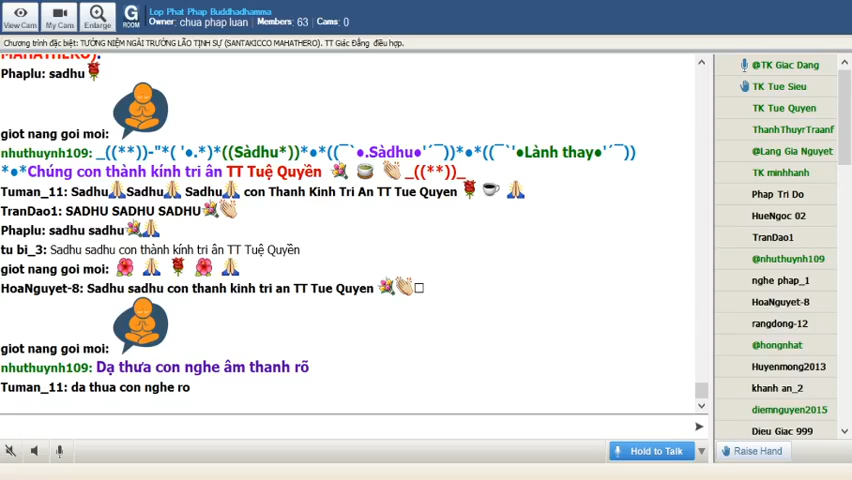 View Cam
My Cam
Enlarge
G
ROOM
Lop Phat Phap Buddhadhamma
Owner: chua phap luan Members: 63 Cams: 0
Chương trình đặc biệt: TƯỞNG NIỆM NGÀI TRƯỞNG LÃO TỊNH SỰ (SANTAKICCO MAHATHERO). TT Giác Đẳng điều hợp.
MAHATHERO).
Phaplu: sadhu
giot nang goi moi:
nhuthuynh109: _((**))-"*( '●.*)*((Sàdhu*))*●*((¯`●.Sàdhu●'´¯))*●*((¯`'●Lành thay●'´¯))
*●*Chúng con thành kính tri ân TT Tuệ Quyền _((**))_
Tuman_11: Sadhu Sadhu Sadhu con Thanh Kinh Tri An TT Tue Quyen
TranDao1: SADHU SADHU SADHU
Phaplu: sadhu sadhu
tu bi_3: Sadhu sadhu con thành kính tri ân TT Tuệ Quyền
giot nang goi moi:
HoaNguyet-8: Sadhu sadhu con thanh kinh tri an TT Tue Quyen
giot nang goi moi:
nhuthuynh109: Dạ thưa con nghe âm thanh rõ
Tuman_11: da thua con nghe ro
Hold to Talk
@TK Giac Dang
TK Tue Sieu
TK Tue Quyen
ThanhThuyrTraanf
@Lang Gia Nguyet
TK minhhanh
Phap Tri Do
HueNgoc 02
TranDao1
@nhuthuynh109
nghe phap_1
HoaNguyet-8
rangdong-12
@hongnhat
Huyenmong2013
khanh an_2
diemnguyen2015
Dieu Giac 999
Raise Hand